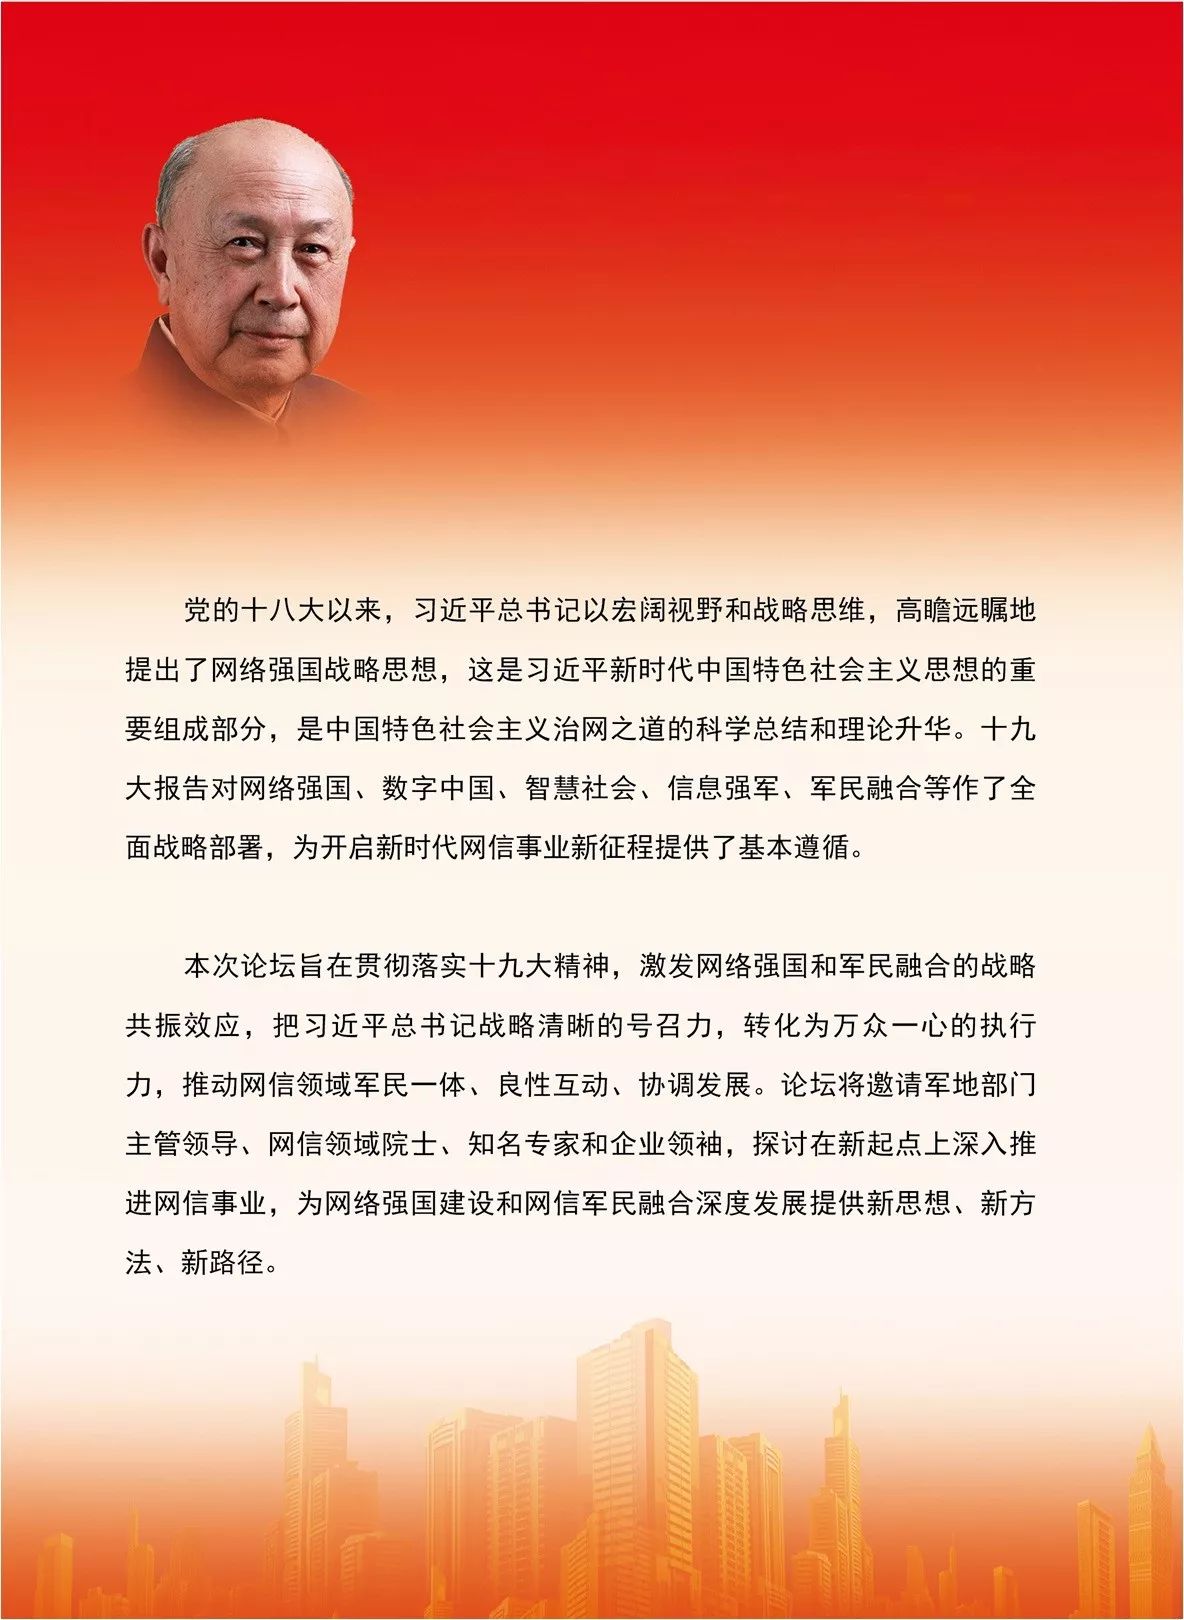 党的十八大以来，习近平总书记以宏阔视野和战略思维，高瞻远瞩地
提出了网络强国战略思想，这是习近平新时代中国特色社会主义思想的重
要组成部分，是中国特色社会主义治网之道的科学总结和理论升华。十九
大报告对网络强国、数字中国、智慧社会、信息强军、军民融合等作了全
面战略部署，为开启新时代网信事业新征程提供了基本遵循。
本次论坛旨在贯彻落实十九大精神，激发网络强国和军民融合的战略
共振效应，把习近平总书记战略清晰的号召力，转化为万众一心的执行
力，推动网信领域军民一体、良性互动、协调发展。论坛将邀请军地部门
主管领导、网信领域院士、知名专家和企业领袖，探讨在新起点上深入推
进网信事业，为网络强国建设和网信军民融合深度发展提供新思想、新方
法、新路径。